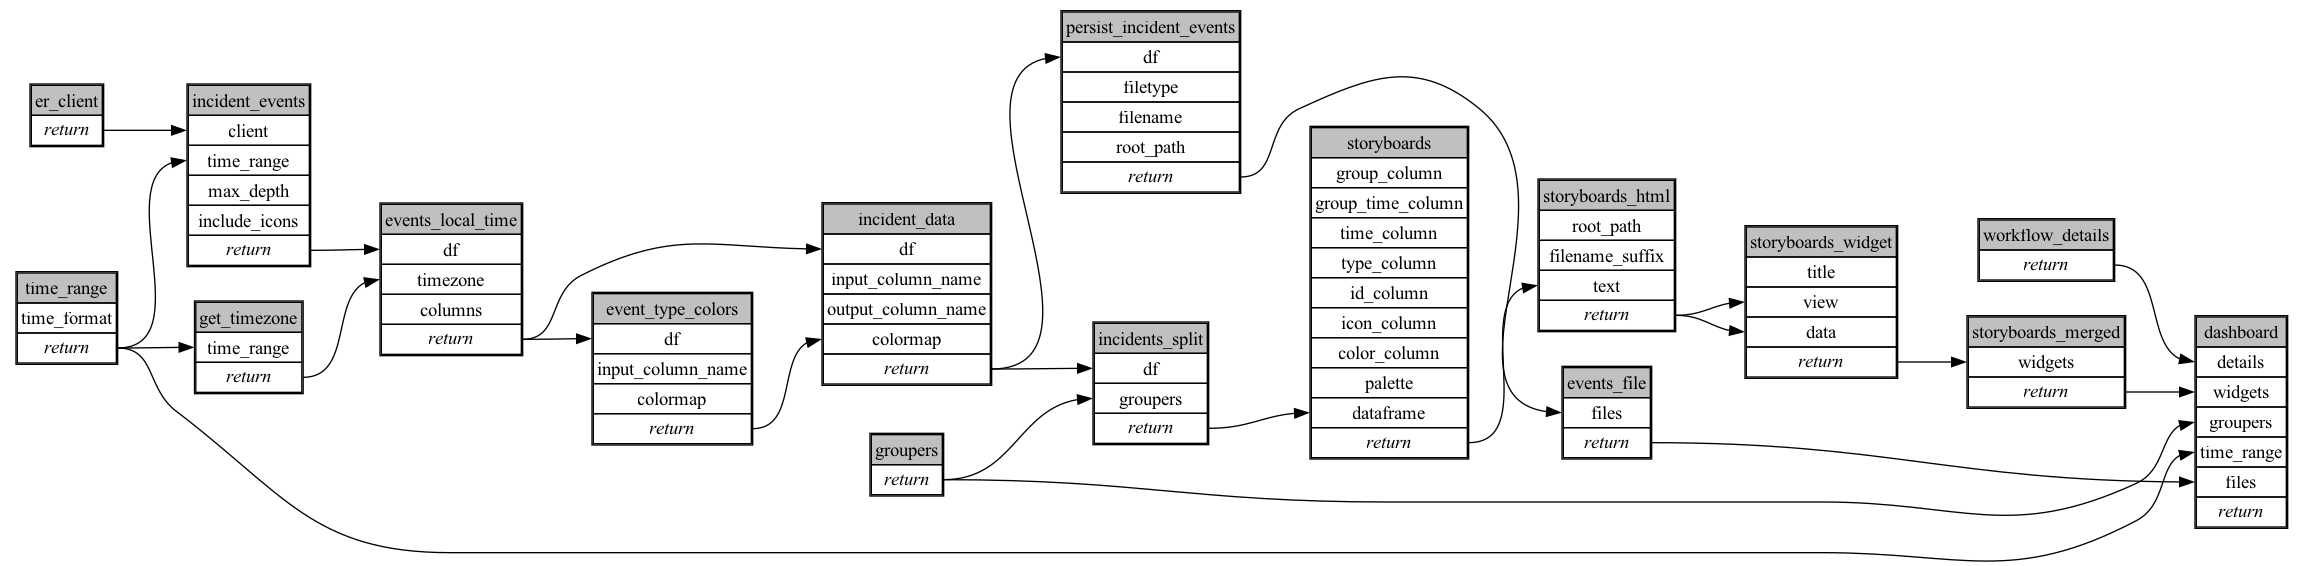 er_client
return
time_range
time_format
return
incident_events
client
time_range
max_depth
include_icons
return
get_timezone
time_range
return
events_local_time
df
timezone
columns
return
event_type_colors
df
input_column_name
colormap
return
incident_data
df
input_column_name
output_column_name
colormap
return
groupers
return
persist_incident_events
df
filetype
filename
root_path
return
incidents_split
df
groupers
return
storyboards
group_column
group_time_column
time_column
type_column
id_column
icon_column
color_column
palette
dataframe
return
storyboards_html
root_path
filename_suffix
text
return
events_file
files
return
storyboards_widget
title
view
data
return
workflow_details
return
storyboards_merged
widgets
return
dashboard
details
widgets
groupers
time_range
files
return